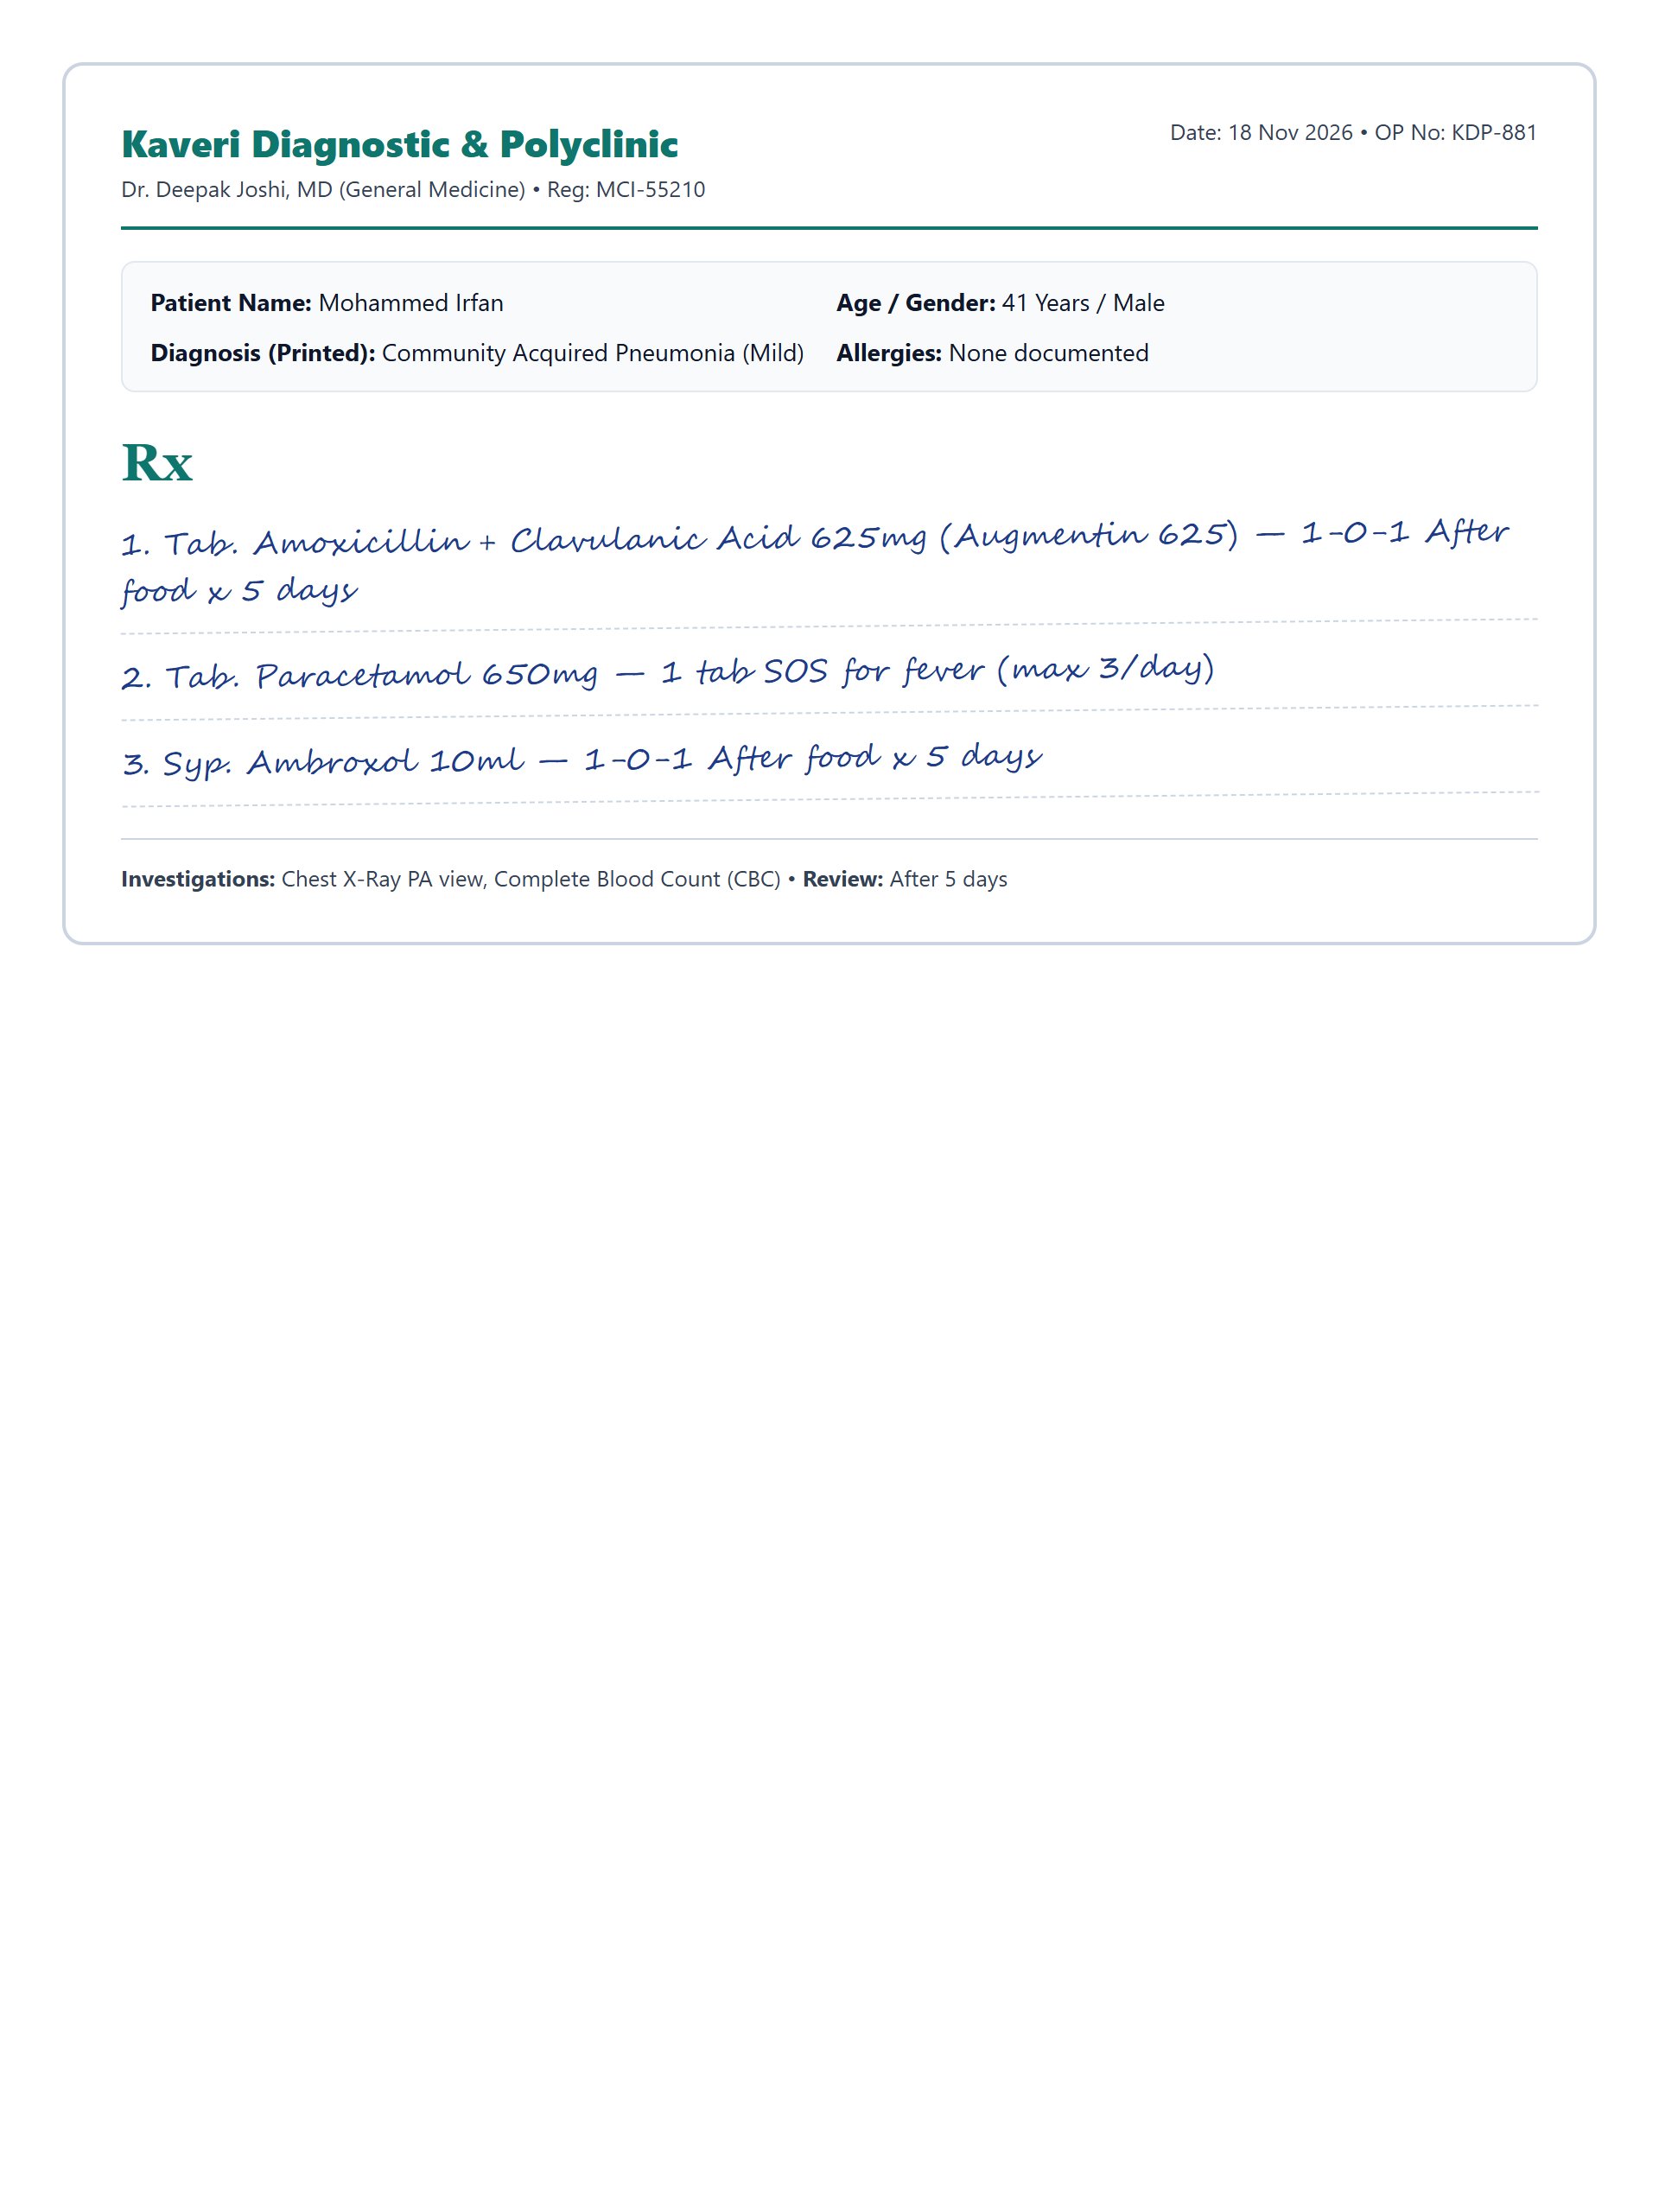 Kaveri Diagnostic & Polyclinic
Date: 18 Nov 2026 • OP No: KDP-881
Dr. Deepak Joshi, MD (General Medicine) • Reg: MCI-55210
Patient Name: Mohammed Irfan
Age / Gender: 41 Years / Male
Diagnosis (Printed): Community Acquired Pneumonia (Mild)
Allergies: None documented
Rx
1. Tab. Amoxicillin + Clavulanic Acid 625mg (Augmentin 625) — 1-0-1 After
food x 5 days
2. Tab. Paracetamol 650mg — 1 tab SOS for fever (max 3/day)
3. Syp. Ambroxol 10ml — 1-0-1 After food x 5 days
Investigations: Chest X-Ray PA view, Complete Blood Count (CBC) • Review: After 5 days